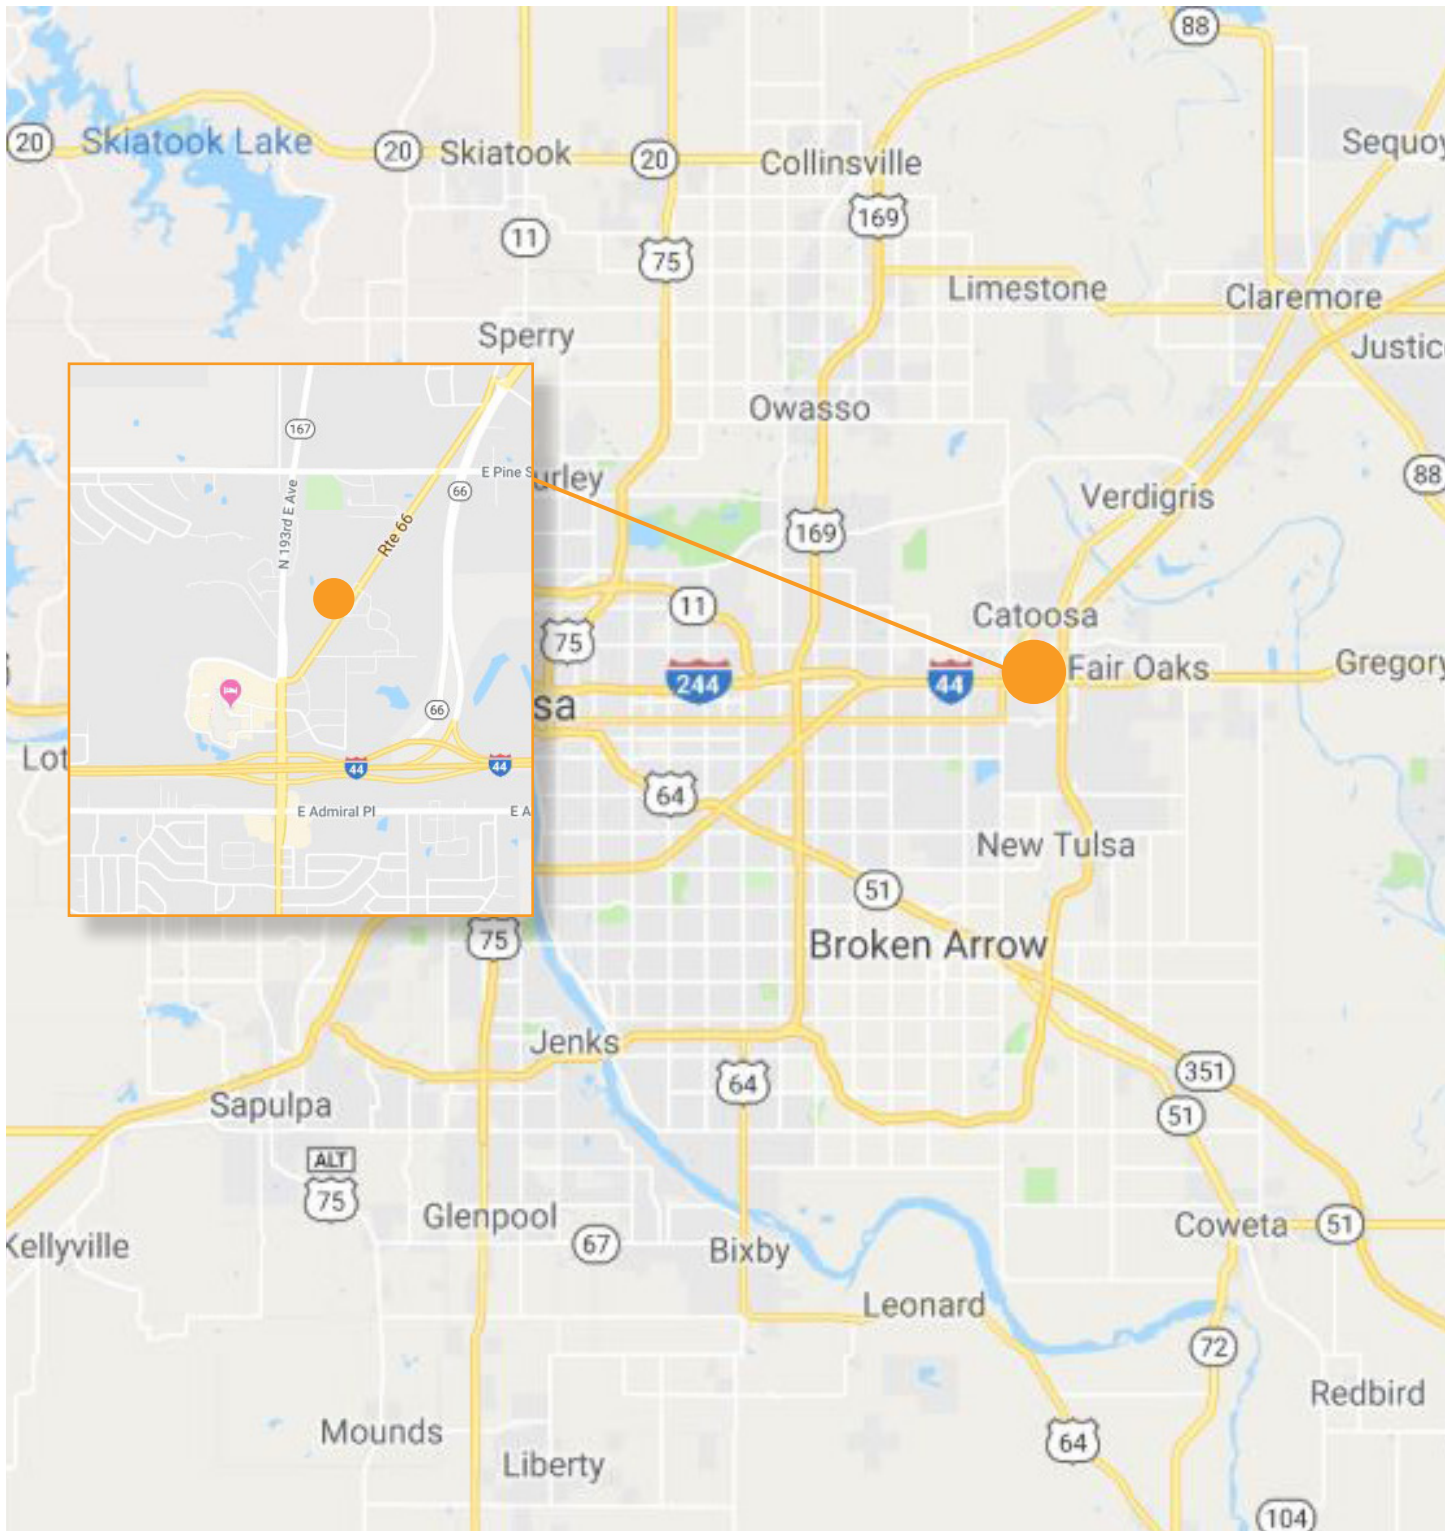 88
20
Skiatook Lake
20
Skiatook
20
Collinsville
Sequoy
11
169
75
Limestone
Claremore
Sperry
Justic
Owasso
167
E Pine S
urley
88
66
Verdigris
N 193rd E Ave
Rte 66
169
11
Catoosa
75
244
44
Fair Oaks
Gregory
66
sa
Lot
44
44
64
E Admiral Pl
E A
New Tulsa
51
75
Broken Arrow
Jenks
64
351
Sapulpa
51
ALT
75
Glenpool
67
Bixby
Coweta
51
Kellyville
Leonard
72
Redbird
Mounds
64
Liberty
104